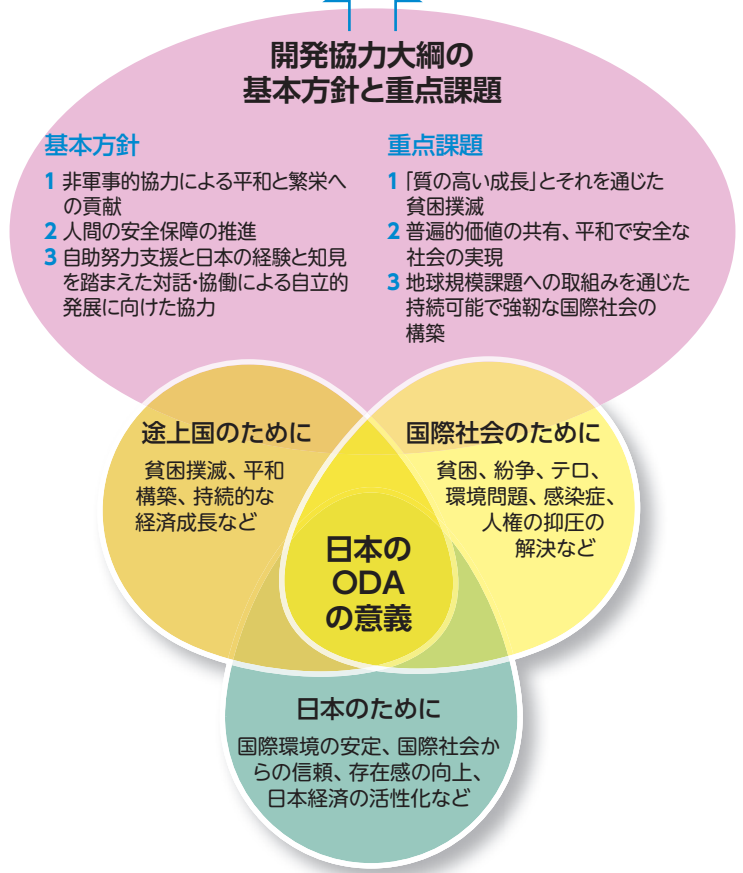 開発協力大綱の
基本方針と重点課題
基本方針
1 非軍事的協力による平和と繁栄へ
の貢献
2 人間の安全保障の推進
3 自助努力支援と日本の経験と知見
を踏まえた対話・協働による自立的
発展に向けた協力
重点課題
1 「質の高い成長」とそれを通じた
貧困撲滅
2 普遍的価値の共有、平和で安全な
社会の実現
3 地球規模課題への取組みを通じた
持続可能で強靭な国際社会の
構築
途上国のために
貧困撲滅、平和
構築、持続的な
経済成長など
国際社会のために
貧困、紛争、テロ、
環境問題、感染症、
人権の抑圧の
解決など
日本の
ODA
の意義
日本のために
国際環境の安定、国際社会か
らの信頼、存在感の向上、
日本経済の活性化など